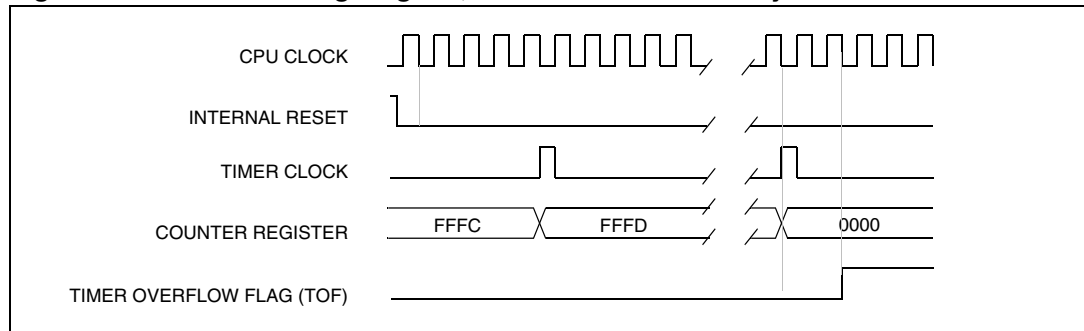 CPU CLOCK
INTERNAL RESET
TIMER CLOCK
COUNTER REGISTER FFFC FFFD 0000
TIMER OVERFLOW FLAG (TOF)